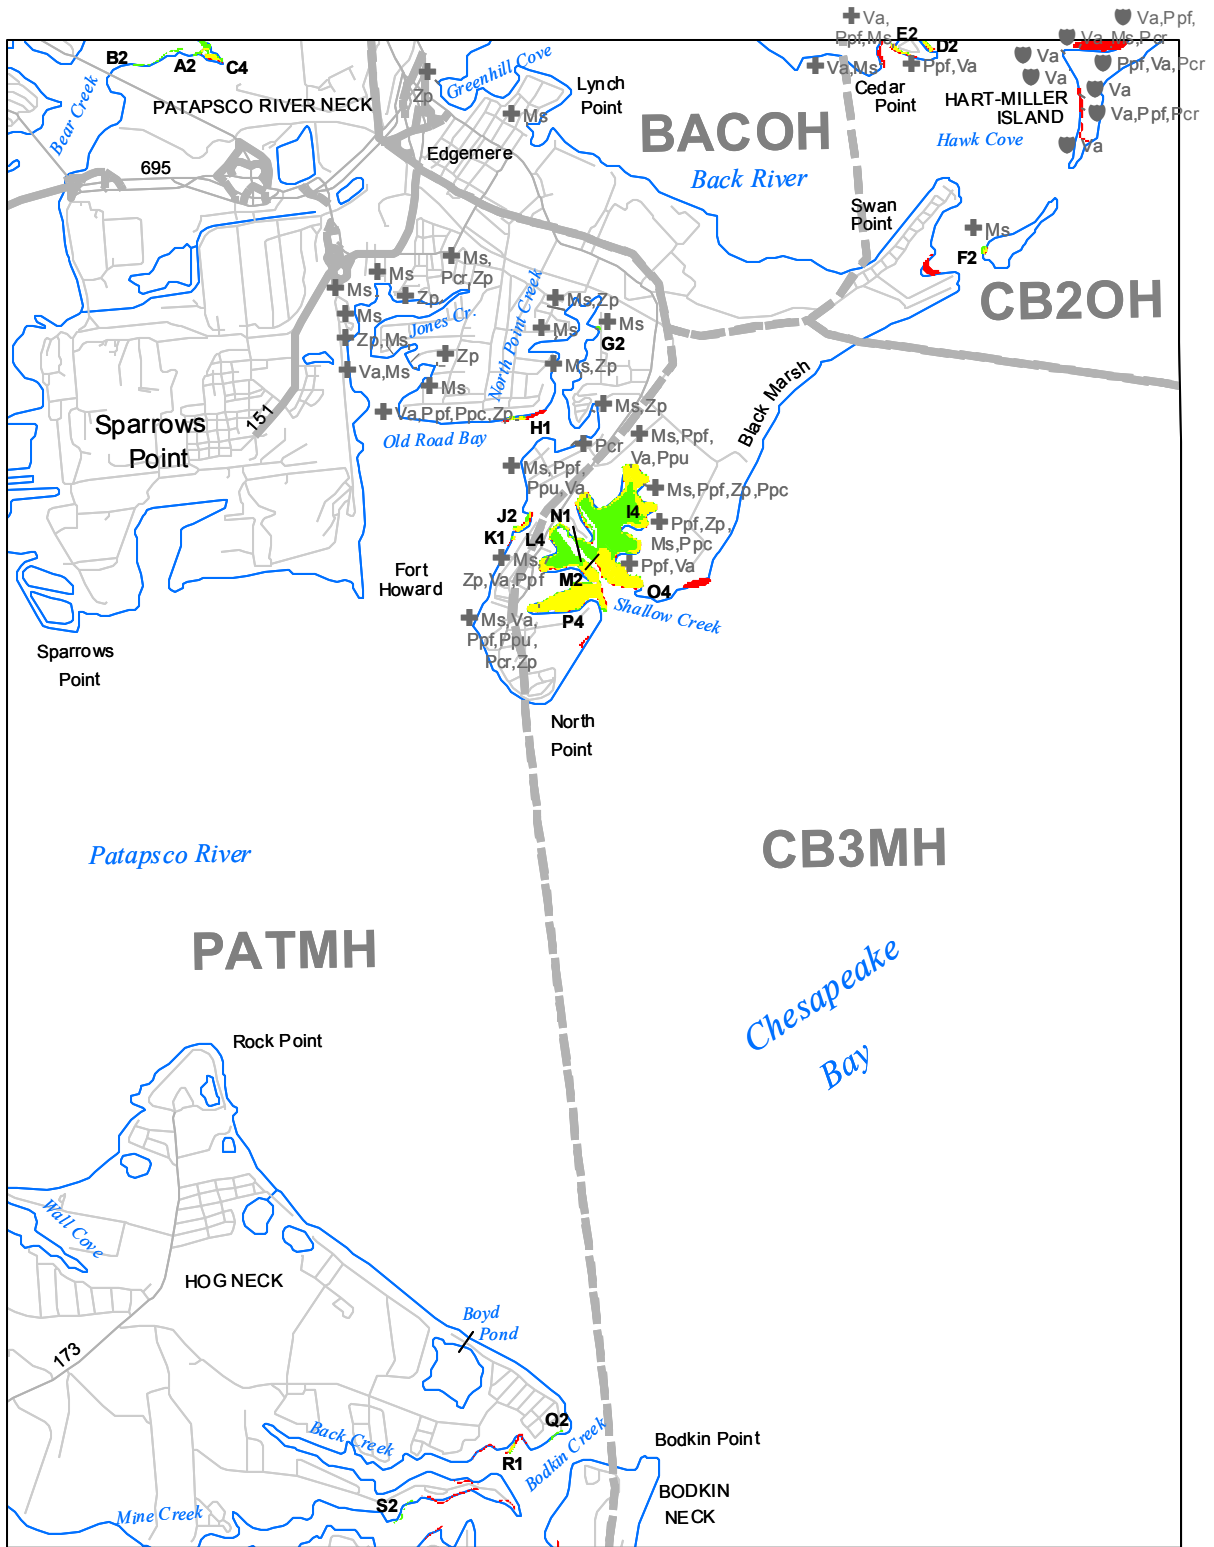 Va,
Ppf,Ms
E2
D2
Va,Ppf,
Va,Ms,Pcr
B2
A2
C4
Va,Ms
Ppf,Va
Va
Ppf,Va,Pcr
Va
Va
Va,Ppf,Pcr
Va
Bear Creek
PATAPSCO RIVER NECK
Zp
Greenhill Cove
Lynch
Point
Ms
Cedar
Point
HART-MILLER
ISLAND
Hawk Cove
BACOH
Back River
Edgemere
695
Swan
Point
Ms
F2
CB2OH
Ms,
Pcr,Zp
Ms
Ms
Zp
Ms
Jones Cr.
North Point Creek
Ms,Zp
Ms
Ms
G2
Zp,Ms
Zp
Va,Ms
Ms,Zp
Ms
Black Marsh
Va,Ppf,Ppc,Zp
Ms,Zp
Sparrows
Point
151
Old Road Bay
H1
Pcr
Ms,Ppf,
Va,Ppu
Ms,Ppf,
Ppu,Va
Ms,Ppf,Zp,Ppc
J2
K1
N1
L4
I4
Ppf,Zp,
Ms,Ppc
Ms,
Zp,Va,Ppf
Ppf,Va
M2
O4
Fort
Howard
Shallow Creek
P4
Ms,Va,
Ppf,Ppu,
Pcr,Zp
Sparrows
Point
North
Point
Patapsco River
CB3MH
PATMH
Chesapeake
Bay
Rock Point
Wall Cove
HOG NECK
173
Boyd
Pond
Back Creek
Q2
R1
Bodkin Creek
Bodkin Point
BODKIN
NECK
S2
Mine Creek